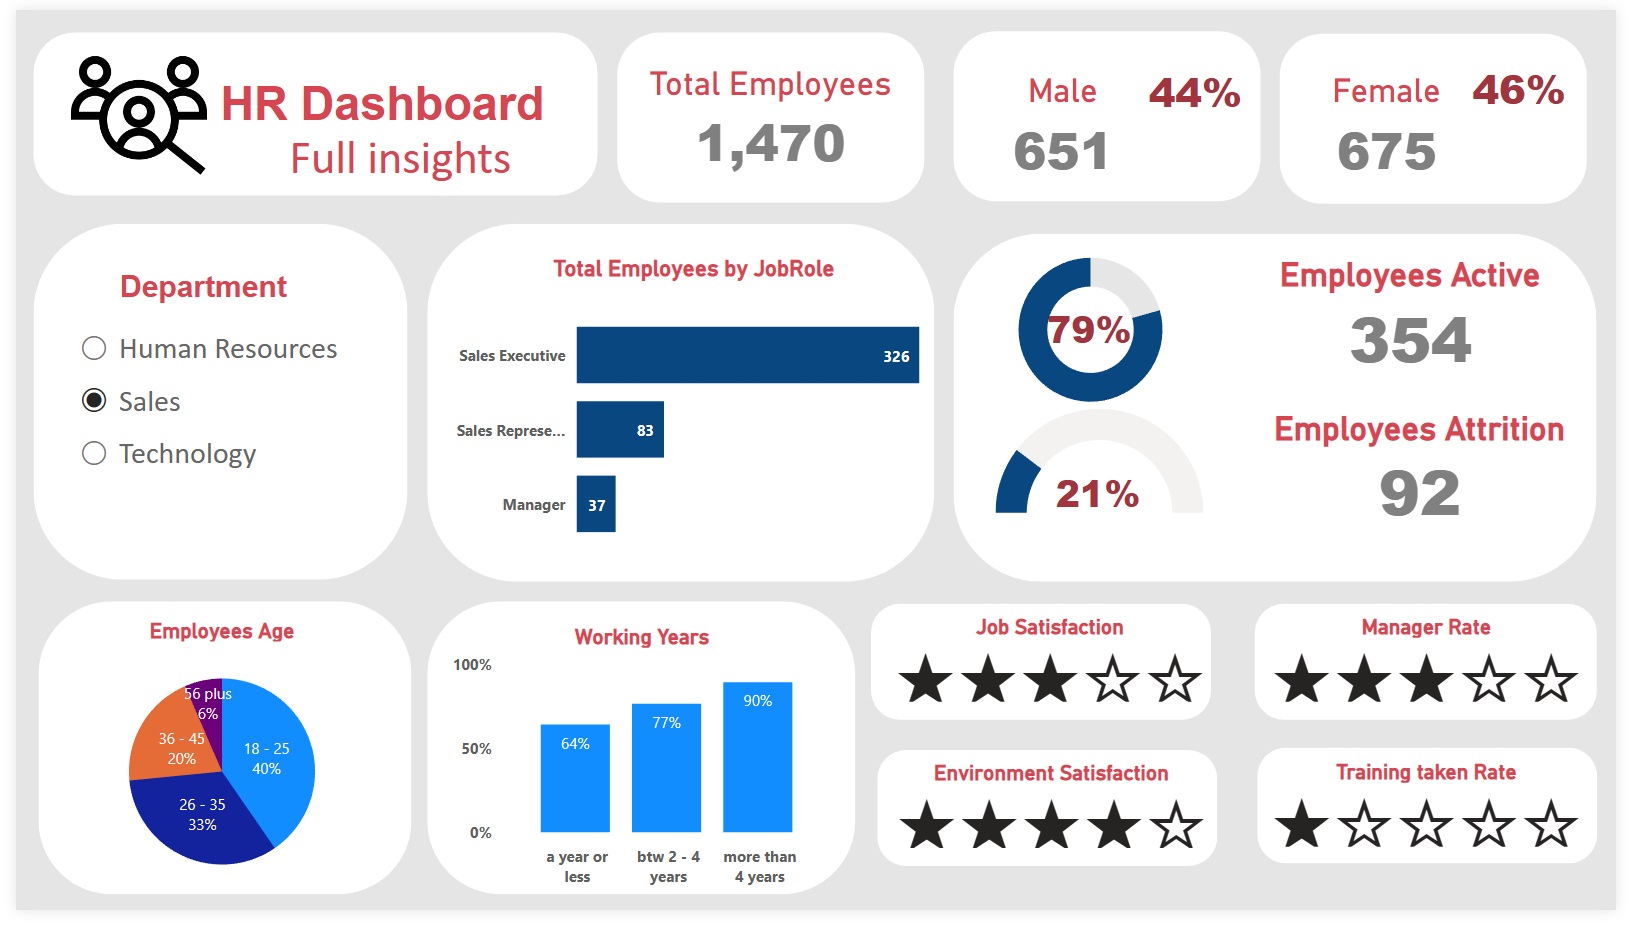 HR Dashboard
Full insights
Total Employees
1,470
Male 44%
651
Female 46%
675
Department
Human Resources
Sales
Technology
Total Employees by JobRole
Sales Executive 326
Sales Represe... 83
Manager 37
79%
Employees Active
354
21%
Employees Attrition
92
Employees Age
56 plus
6%
36 - 45
20%
18 - 25
40%
26 - 35
33%
Working Years
100%
50%
0%
64%
77%
90%
a year or
less
btw 2 - 4
years
more than
4 years
Job Satisfaction
Manager Rate
Environment Satisfaction
Training taken Rate